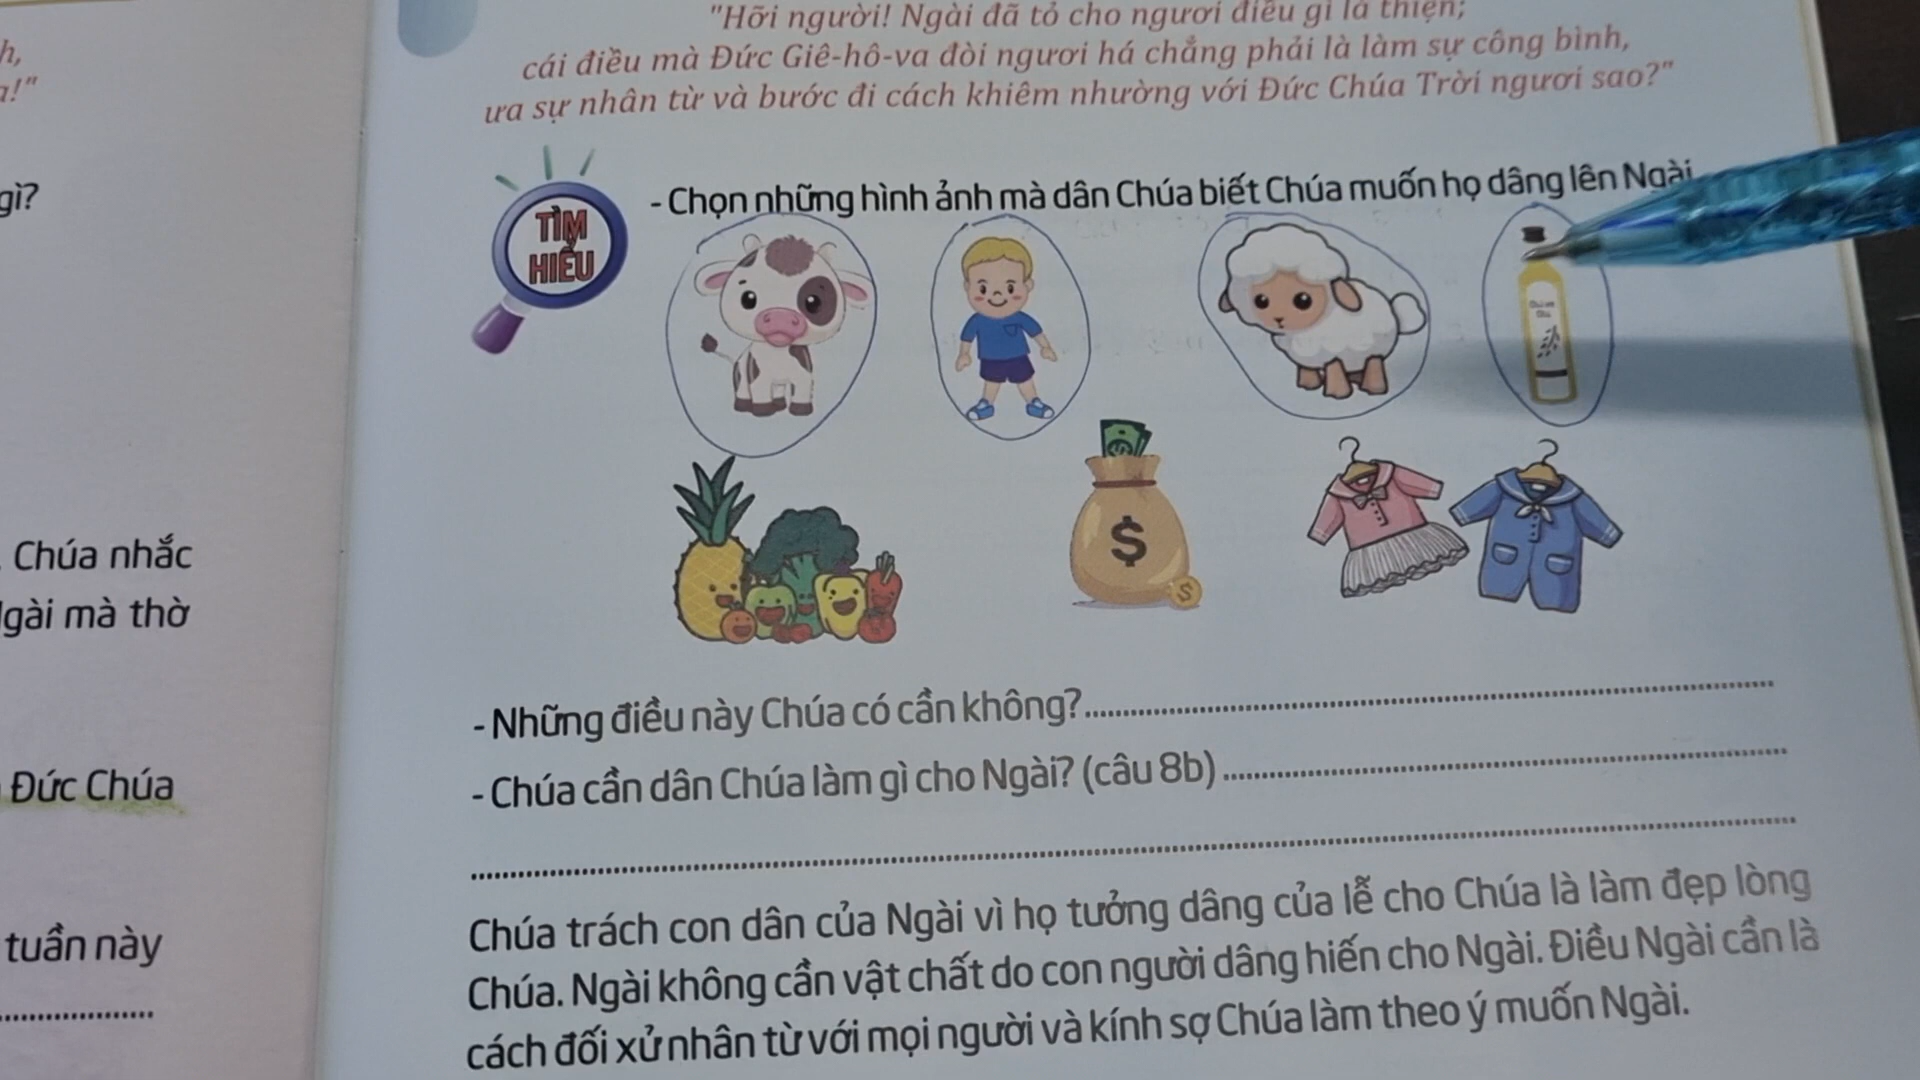 h,
a!"
gì?
Chúa nhắc
Ngài mà thờ
Đức Chúa
tuần này
"Hỡi người! Ngài đã tỏ cho ngươi điều gì là thiện;
cái điều mà Đức Giê-hô-va đòi ngươi há chẳng phải là làm sự công bình,
ưa sự nhân từ và bước đi cách khiêm nhường với Đức Chúa Trời ngươi sao?"
TÌM
HIỂU
- Chọn những hình ảnh mà dân Chúa biết Chúa muốn họ dâng lên Ngài
$
$
- Những điều này Chúa có cần không?
- Chúa cần dân Chúa làm gì cho Ngài? (câu 8b)
Chúa trách con dân của Ngài vì họ tưởng dâng của lễ cho Chúa là làm đẹp lòng
Chúa. Ngài không cần vật chất do con người dâng hiến cho Ngài. Điều Ngài cần là
cách đối xử nhân từ với mọi người và kính sợ Chúa làm theo ý muốn Ngài.